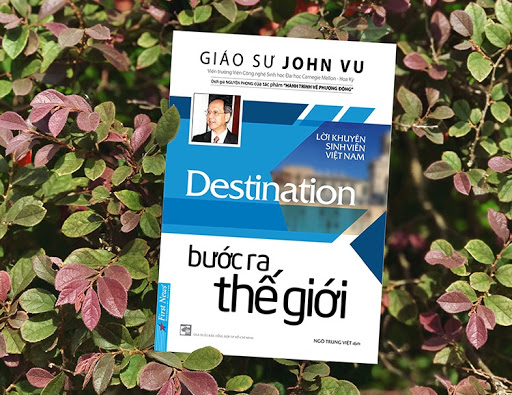 GIÁO SƯ JOHN VU
Viện trưởng Viện Công nghệ Sinh học Đại học Carnegie Mellon - Hoa Kỳ
Dịch giả NGUYÊN PHONG của tác phẩm "HÀNH TRÌNH VỀ PHƯƠNG ĐÔNG"
LỜI KHUYÊN
SINH VIÊN
VIỆT NAM
Destination
bước ra
thế giới
First News
NGÔ TRUNG VIỆT dịch